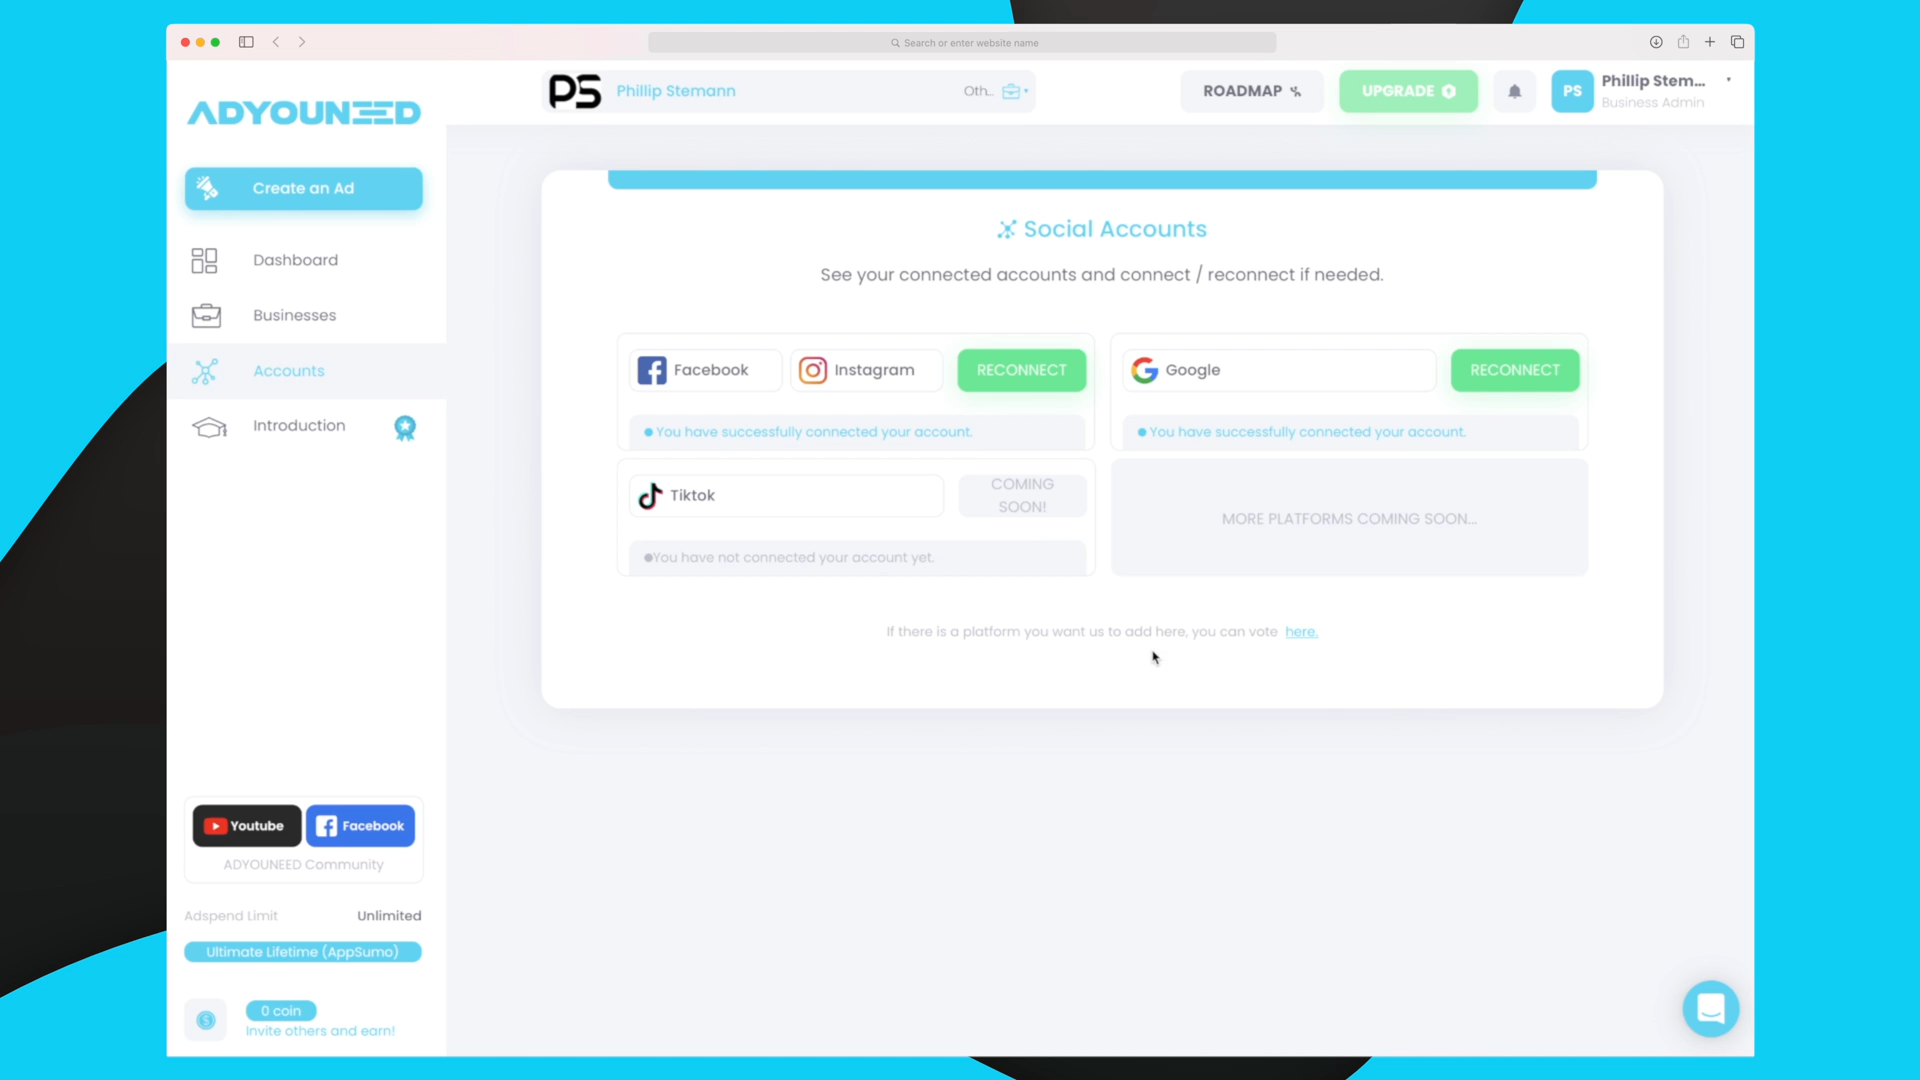 Search or enter website name
ADYOUNEED
PS Phillip Stemann Oth..
ROADMAP UPGRADE PS Phillip Stem...
Business Admin
Create an Ad
Dashboard
Businesses
Accounts
Introduction
Social Accounts
See your connected accounts and connect / reconnect if needed.
Facebook Instagram RECONNECT
You have successfully connected your account.
Google RECONNECT
You have successfully connected your account.
Tiktok COMING
SOON!
You have not connected your account yet.
MORE PLATFORMS COMING SOON...
If there is a platform you want us to add here, you can vote here.
Youtube Facebook
ADYOUNEED Community
Adspend Limit Unlimited
Ultimate Lifetime (AppSumo)
0 coin
Invite others and earn!